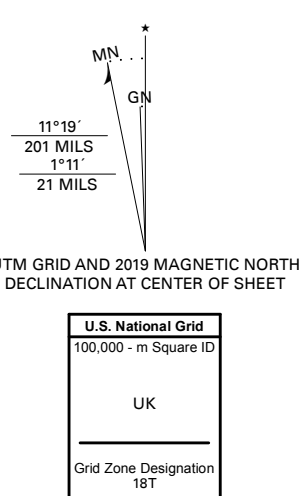 ★
MN
GN
11°19´
201 MILS
1°11´
21 MILS
UTM GRID AND 2019 MAGNETIC NORTH
DECLINATION AT CENTER OF SHEET
U.S. National Grid
100,000 - m Square ID
UK
Grid Zone Designation
18T